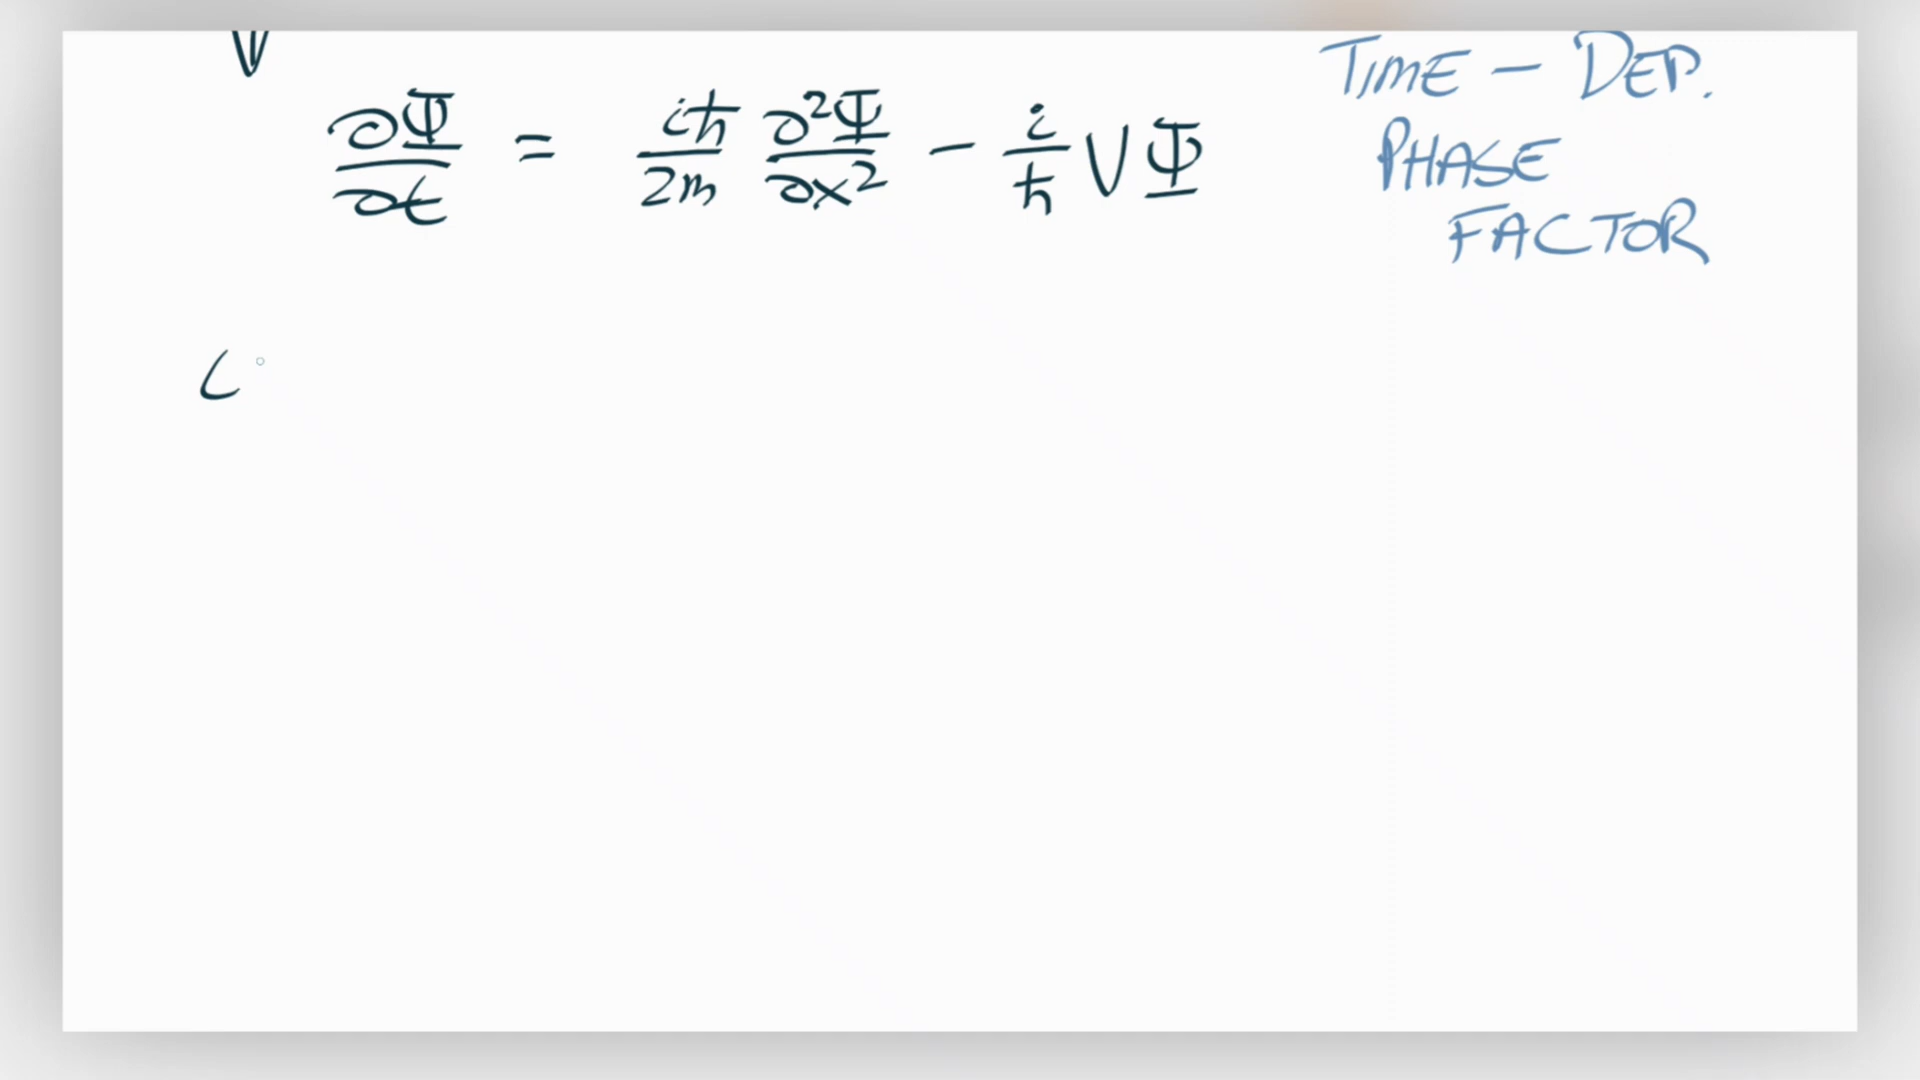 TIME - DEP.
PHASE
FACTOR
∂Ψ/∂t = iħ/2m ∂²Ψ/∂x² - i/ħ VΨ